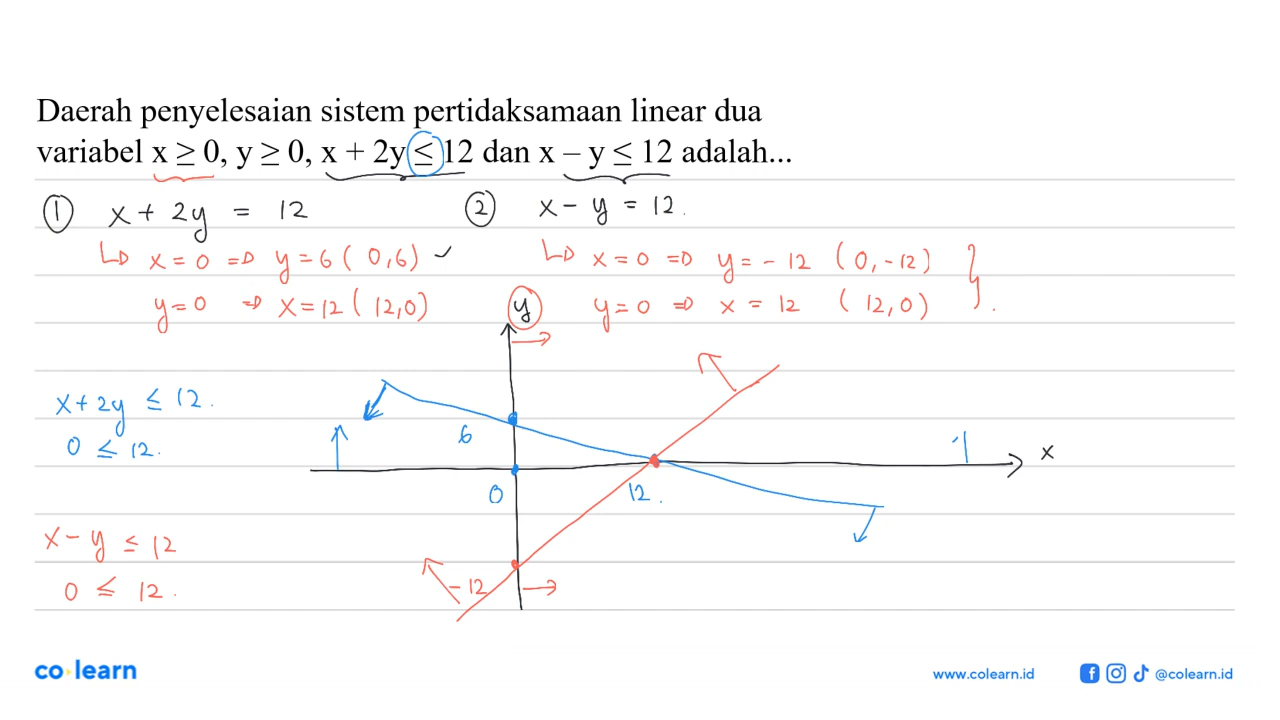 Daerah penyelesaian sistem pertidaksamaan linear dua
variabel x ≥ 0, y ≥ 0, x + 2y ≤ 12 dan x – y ≤ 12 adalah...
① x + 2y = 12
↳ x = 0 ⇒ y = 6 (0,6) ✓
y = 0 ⇒ x = 12 (12,0)
② x - y = 12.
↳ x = 0 ⇒ y = - 12 (0, -12)
y = 0 ⇒ x = 12 (12,0) .
y
x + 2y ≤ 12.
0 ≤ 12.
6
x
0
12.
x - y ≤ 12
0 ≤ 12.
-12
co learn
www.colearn.id
@colearn.id